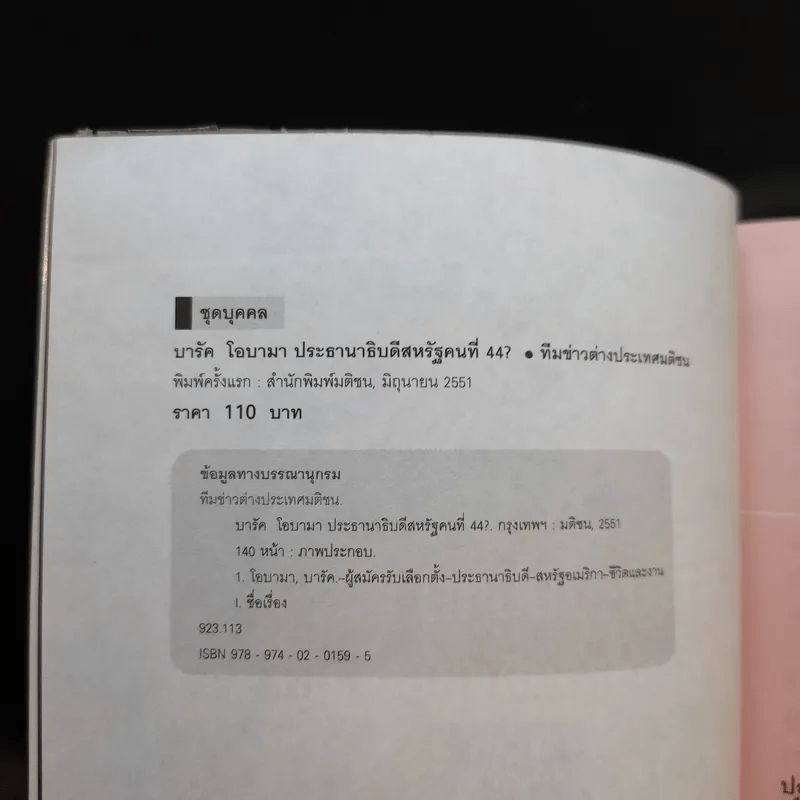 ชุดบุคคล
บารัค โอบามา ประธานาธิบดีสหรัฐคนที่ 44? ● ทีมข่าวต่างประเทศมติชน
พิมพ์ครั้งแรก : สำนักพิมพ์มติชน, มิถุนายน 2551
ราคา 110 บาท
ข้อมูลทางบรรณานุกรม
ทีมข่าวต่างประเทศมติชน.
บารัค โอบามา ประธานาธิบดีสหรัฐคนที่ 44?. กรุงเทพฯ : มติชน, 2551
140 หน้า : ภาพประกอบ.
1. โอบามา, บารัค.–ผู้สมัครรับเลือกตั้ง–ประธานาธิบดี–สหรัฐอเมริกา–ชีวิตและงาน
I. ชื่อเรื่อง
923.113
ISBN 978 - 974 - 02 - 0159 - 5